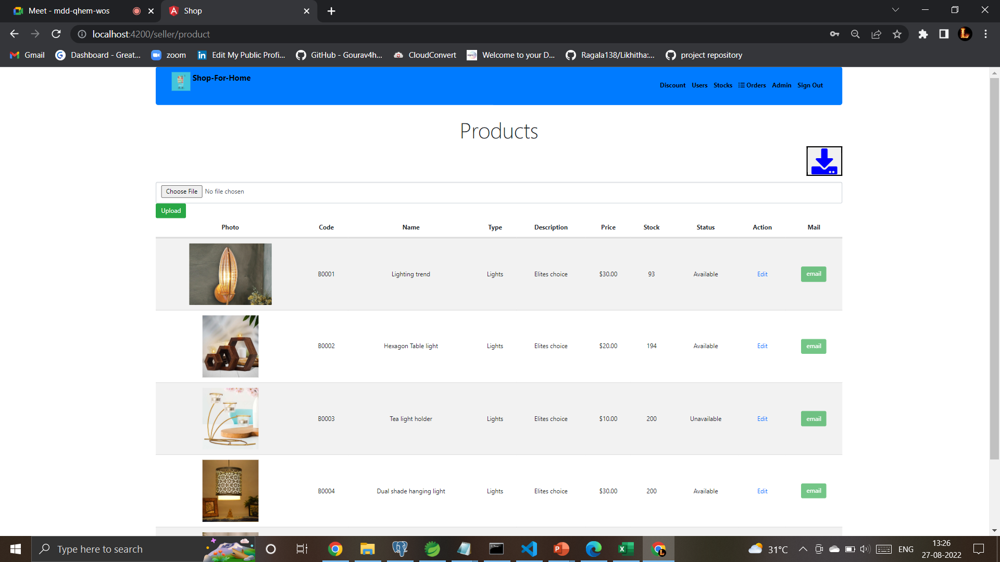 Meet - mdd-qhem-wos
Shop
localhost:4200/seller/product
Gmail
Dashboard - Great...
zoom
Edit My Public Profi...
GitHub - Gourav4h...
CloudConvert
Welcome to your D...
Ragala138/Likhitha:...
project repository
Shop-For-Home
Discount Users Stocks Orders Admin Sign Out
Products
Choose File No file chosen
Upload
Photo Code Name Type Description Price Stock Status Action Mail
B0001 Lighting trend Lights Elites choice $30.00 93 Available Edit email
B0002 Hexagon Table light Lights Elites choice $20.00 194 Available Edit email
B0003 Tea light holder Lights Elites choice $10.00 200 Unavailable Edit email
B0004 Dual shade hanging light Lights Elites choice $30.00 200 Available Edit email
Type here to search
31°C
ENG
13:26
27-08-2022